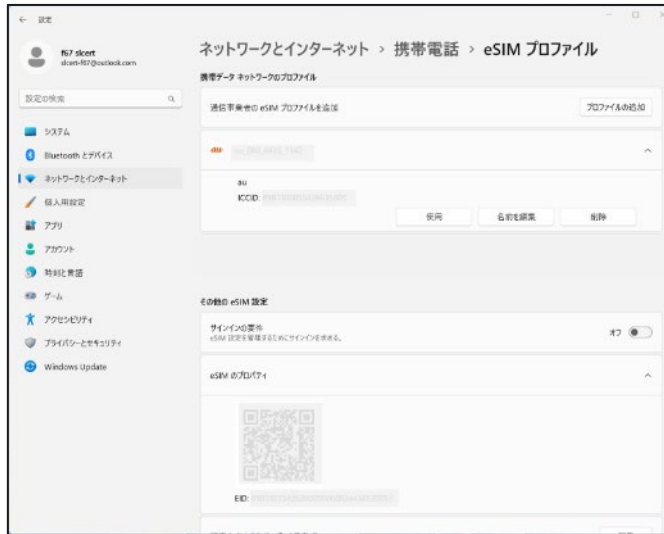 ← 設定
f67 slcert
slcert-f67@outlook.com
設定の検索
システム
Bluetooth とデバイス
ネットワークとインターネット
個人用設定
アプリ
アカウント
時刻と言語
ゲーム
アクセシビリティ
プライバシーとセキュリティ
Windows Update
ネットワークとインターネット › 携帯電話 › eSIM プロファイル
携帯データ ネットワークのプロファイル
通信事業者の eSIM プロファイルを追加
プロファイルの追加
au
au
ICCID:
使用
名前を編集
削除
その他の eSIM 設定
サインインの要件
eSIM 設定を管理するためにサインインを求める。
オフ
eSIM のプロパティ
EID: